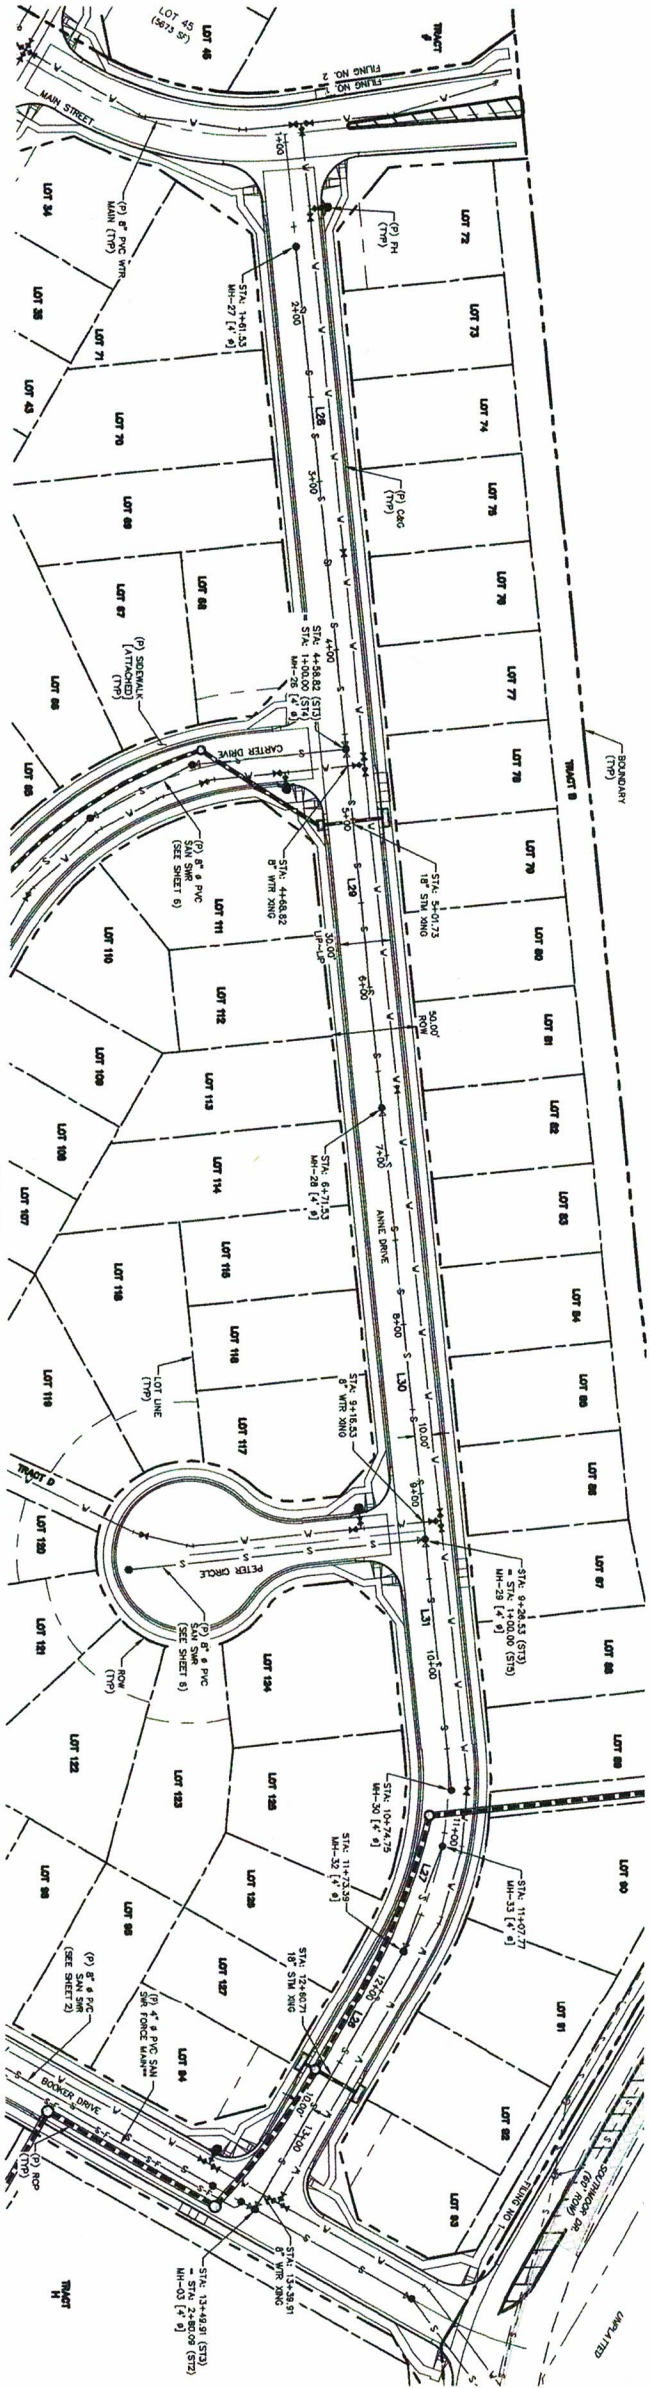 LOT 45
(5673 SF)
LOT 46
TRACT
F
FILING NO. 2
FILING NO. 1
MAIN STREET
1+00
(P) 8" PVC WTR
MAIN (TYP)
(P) FH
(TYP)
LOT 34
LOT 35
LOT 43
LOT 71
LOT 70
LOT 69
LOT 68
LOT 67
LOT 66
LOT 65
LOT 72
LOT 73
LOT 74
LOT 75
LOT 76
LOT 77
LOT 78
LOT 79
LOT 80
LOT 81
LOT 82
LOT 83
LOT 84
LOT 85
LOT 86
LOT 87
LOT 88
LOT 89
LOT 90
LOT 91
LOT 92
LOT 93
STA: 1+61.53
MH-27 [4' ø]
2+00
L28
3+00
(P) C&G
(TYP)
4+00
STA: 4+58.82 (ST3)
= STA: 1+00.00 (ST4)
MH-26 [4' ø]
(P) SIDEWALK
[ATTACHED]
(TYP)
CARTER DRIVE
(P) 8" ø PVC
SAN SWR
(SEE SHEET 6)
STA: 4+68.82
8" WTR XING
5+00
STA: 5+01.73
18" STM XING
BOUNDARY
(TYP)
TRACT B
L29
30.00'
LIP-LIP
6+00
50.00'
ROW
STA: 6+71.53
MH-28 [4' ø]
7+00
ANNE DRIVE
8+00
L30
10.00'
STA: 9+16.53
8" WTR XING
9+00
STA: 9+26.53 (ST3)
= STA: 1+00.00 (ST5)
MH-29 [4' ø]
L31
10+00
LOT 111
LOT 110
LOT 112
LOT 109
LOT 113
LOT 108
LOT 114
LOT 107
LOT 115
LOT 116
LOT 118
LOT 117
LOT 119
LOT LINE
(TYP)
TRACT D
LOT 120
LOT 121
PETER CIRCLE
(P) 8" ø PVC
SAN SWR
(SEE SHEET 6)
ROW
(TYP)
LOT 124
LOT 122
LOT 123
LOT 125
LOT 126
LOT 127
LOT 96
LOT 95
LOT 94
STA: 10+74.75
MH-30 [4' ø]
11+00
STA: 11+07.77
MH-33 [4' ø]
L27
STA: 11+73.39
MH-32 [4' ø]
12+00
L26
STA: 12+60.71
18" STM XING
10.00'
13+00
(P) 8" ø PVC
SAN SWR
(SEE SHEET 2)
(P) 4" ø PVC SAN
SWR FORCE MAIN
BOOKER DRIVE
(P) RCP
(TYP)
STA: 13+39.91
8" WTR XING
STA: 13+49.91 (ST3)
= STA: 2+80.09 (ST2)
MH-03 [4' ø]
TRACT
H
FILING NO 1
SOUTHMOOR DR.
(60' ROW)
UNPLATTED